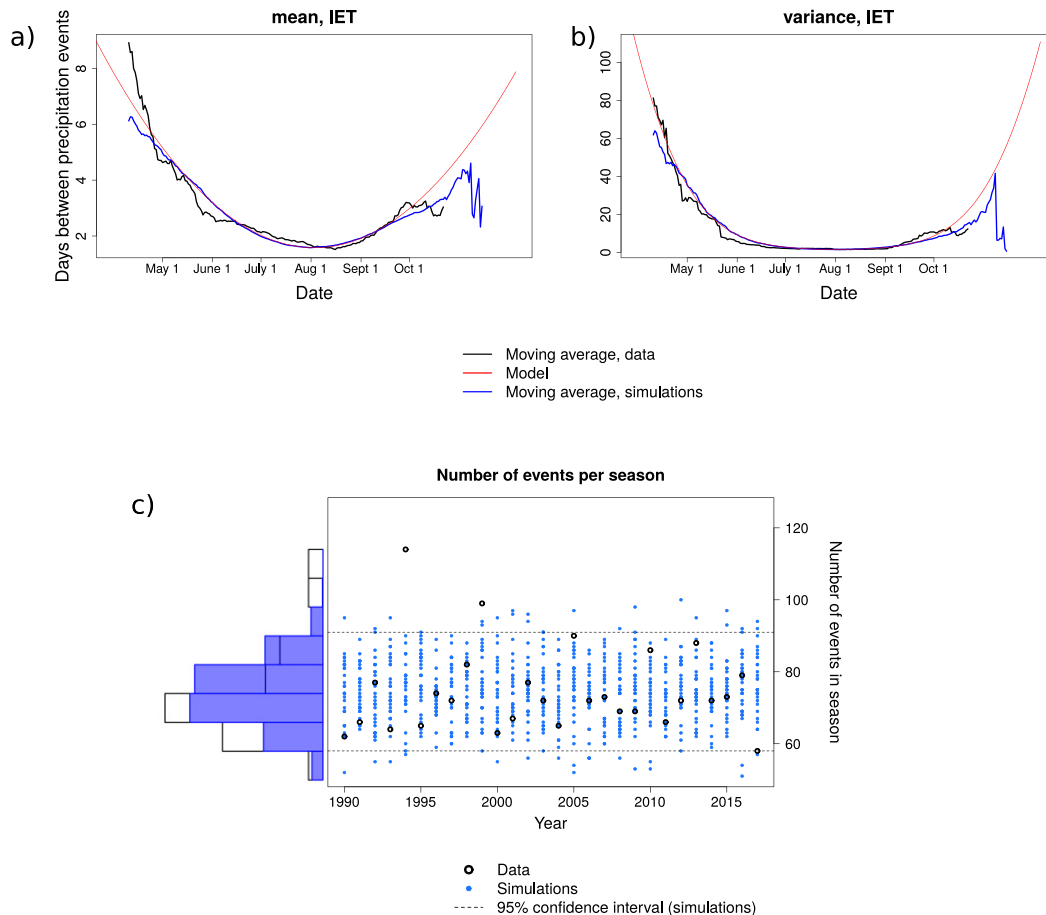 mean, IET
a)
Days between precipitation events
8
6
4
2
May 1 June 1 July 1 Aug 1 Sept 1 Oct 1
Date
variance, IET
b)
100
80
60
40
20
0
May 1 June 1 July 1 Aug 1 Sept 1 Oct 1
Date
Moving average, data
Model
Moving average, simulations
Number of events per season
c)
120
100
80
60
Number of events in season
1990 1995 2000 2005 2010 2015
Year
Data
Simulations
95% confidence interval (simulations)